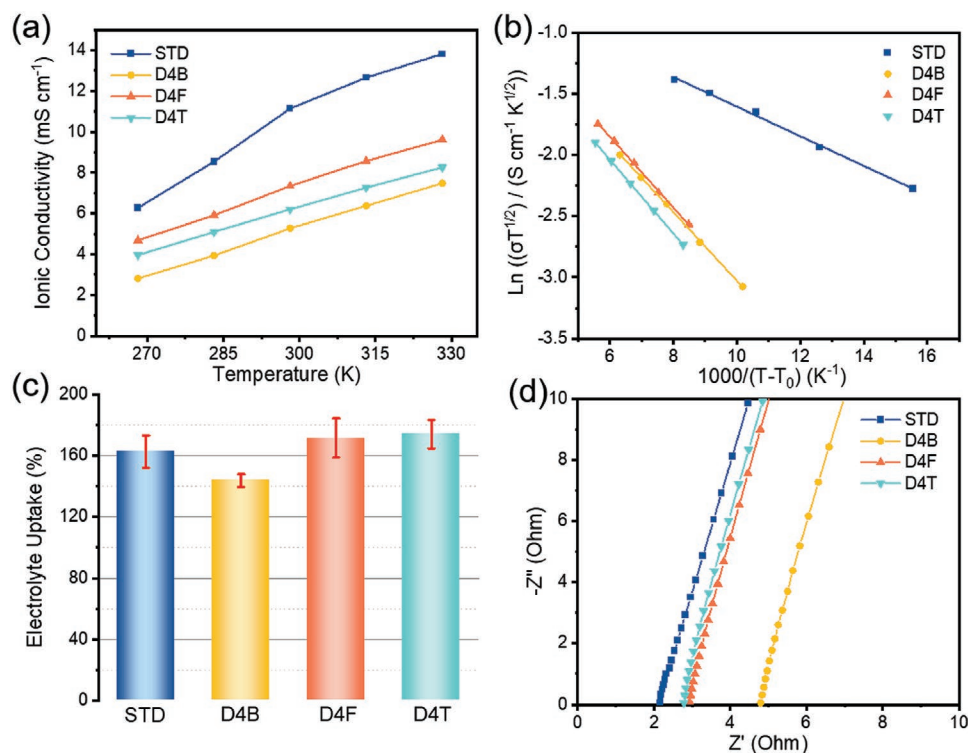 (a)
STD
D4B
D4F
D4T
Ionic Conductivity (mS cm⁻¹)
14
12
10
8
6
4
2
0
270 285 300 315 330
Temperature (K)
(b)
STD
D4B
D4F
D4T
Ln ((σT^1/2) / (S cm⁻¹ K^1/2))
-1.0
-1.5
-2.0
-2.5
-3.0
-3.5
6 8 10 12 14 16
1000/(T-T₀) (K⁻¹)
(c)
Electrolyte Uptake (%)
200
160
120
80
40
0
STD D4B D4F D4T
(d)
STD
D4B
D4F
D4T
-Z" (Ohm)
10
8
6
4
2
0
0 2 4 6 8 10
Z' (Ohm)